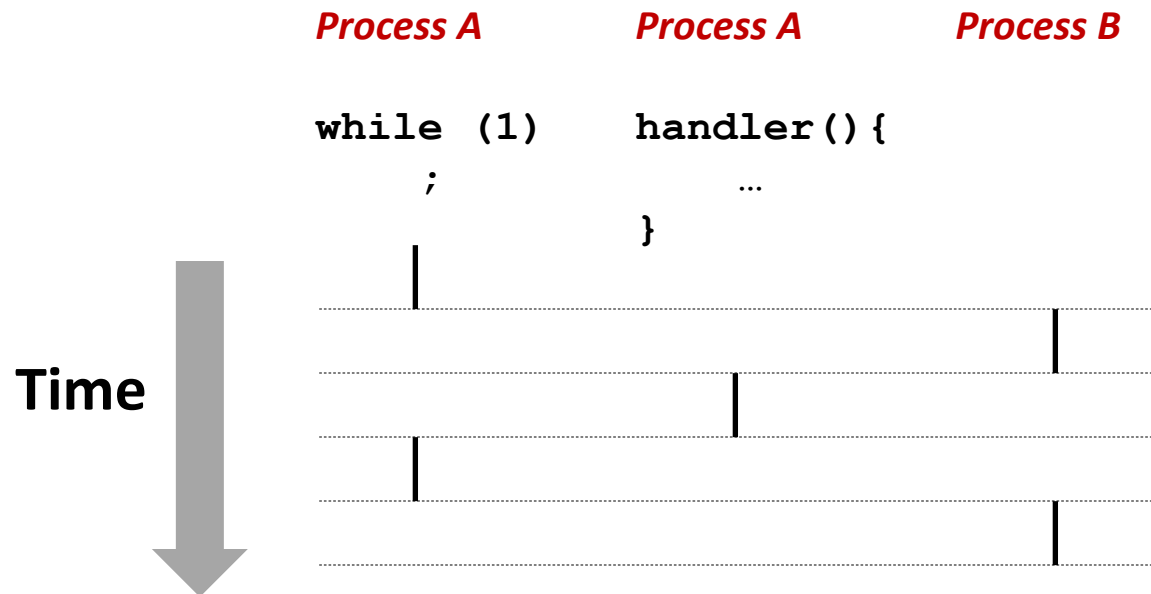 Process A Process A Process B
while (1) handler(){
; …
}
Time